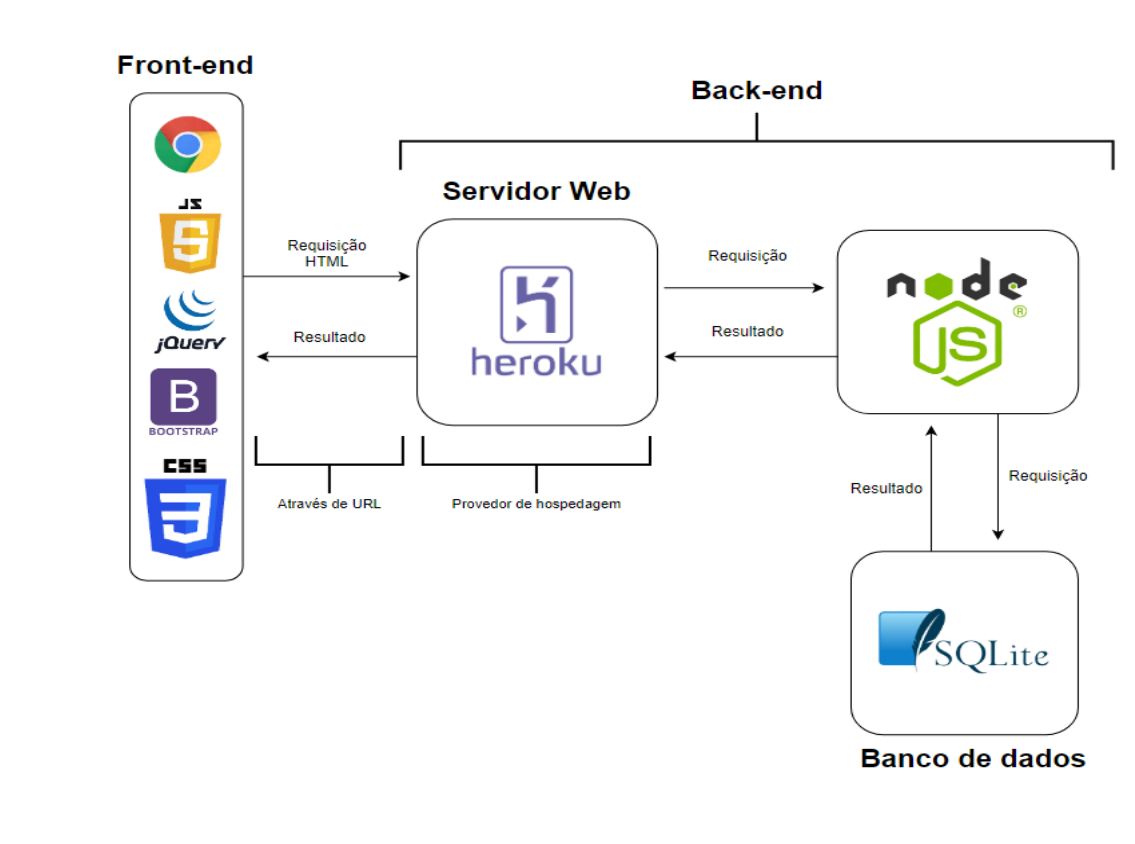 Front-end
Back-end
Servidor Web
JS
Requisição
HTML
Resultado
jQuery
B
BOOTSTRAP
CSS
3
heroku
Requisição
Resultado
node
JS
®
Através de URL
Provedor de hospedagem
Resultado
Requisição
SQLite
Banco de dados